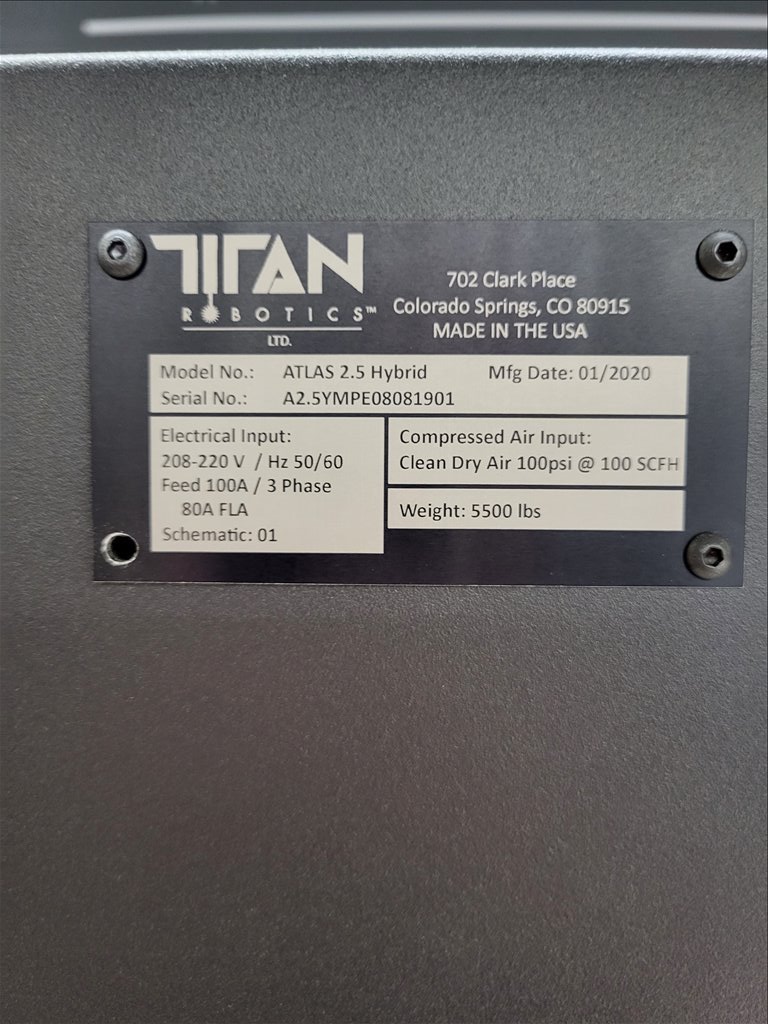 TITAN
ROBOTICS™
LTD.
702 Clark Place
Colorado Springs, CO 80915
MADE IN THE USA
Model No.: ATLAS 2.5 Hybrid Mfg Date: 01/2020
Serial No.: A2.5YMPE08081901
Electrical Input:
208-220 V / Hz 50/60
Feed 100A / 3 Phase
80A FLA
Schematic: 01
Compressed Air Input:
Clean Dry Air 100psi @ 100 SCFH
Weight: 5500 lbs